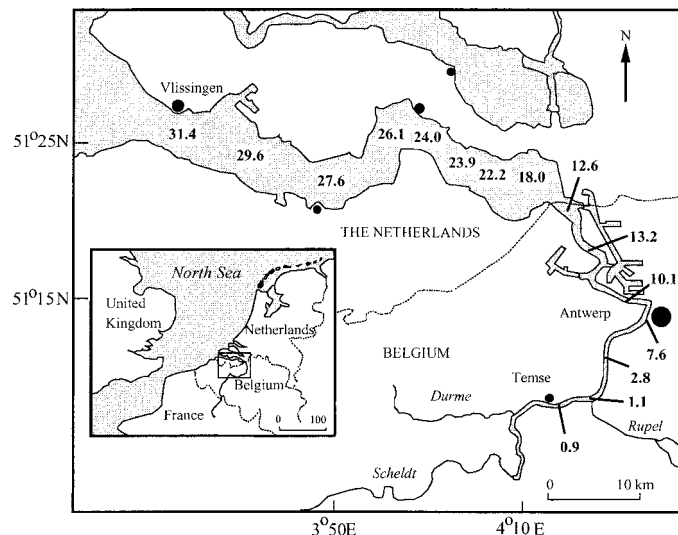 N
Vlissingen
51°25N
31.4
29.6
27.6
26.1
24.0
23.9
22.2
18.0
12.6
THE NETHERLANDS
13.2
North Sea
United
Kingdom
Netherlands
Belgium
France
0 100
51°15N
10.1
Antwerp
7.6
BELGIUM
2.8
Temse
Durme
1.1
0.9
Rupel
Scheldt
0 10 km
3°50E
4°10E